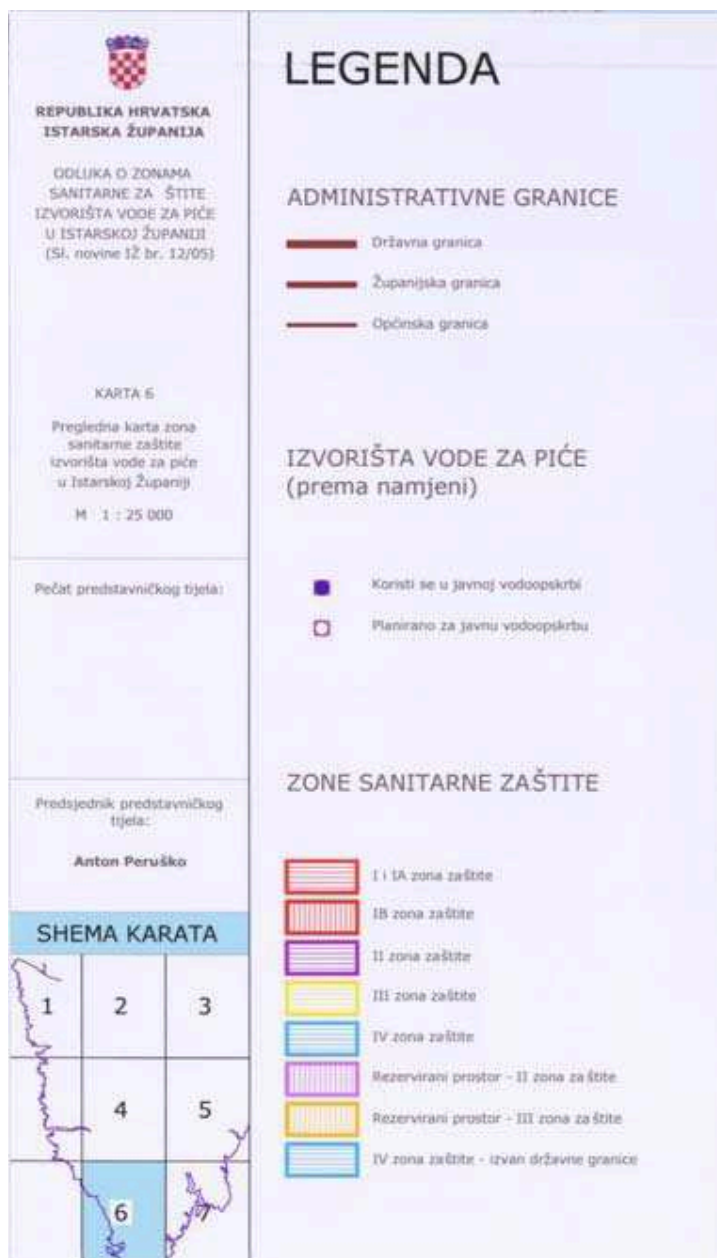 REPUBLIKA HRVATSKA
ISTARSKA ŽUPANIJA
ODLUKA O ZONAMA
SANITARNE ZA ŠTITE
IZVORIŠTA VODE ZA PIĆE
U ISTARSKOJ ŽUPANIJI
(Sl. novine IŽ br. 12/05)
KARTA 6
Pregledna karta zona
sanitarne zaštite
izvorišta vode za piće
u Istarskoj Županiji
M 1 : 25 000
Pečat predstavničkog tijela:
Predsjednik predstavničkog
tijela:
Anton Peruško
SHEMA KARATA
1 2 3
4 5
6 7
LEGENDA
ADMINISTRATIVNE GRANICE
Državna granica
Županijska granica
Općinska granica
IZVORIŠTA VODE ZA PIĆE
(prema namjeni)
Koristi se u javnoj vodoopskrbi
Planirano za javnu vodoopskrbu
ZONE SANITARNE ZAŠTITE
I i IA zona zaštite
IB zona zaštite
II zona zaštite
III zona zaštite
IV zona zaštite
Rezervirani prostor - II zona zaštite
Rezervirani prostor - III zona zaštite
IV zona zaštite - izvan državne granice